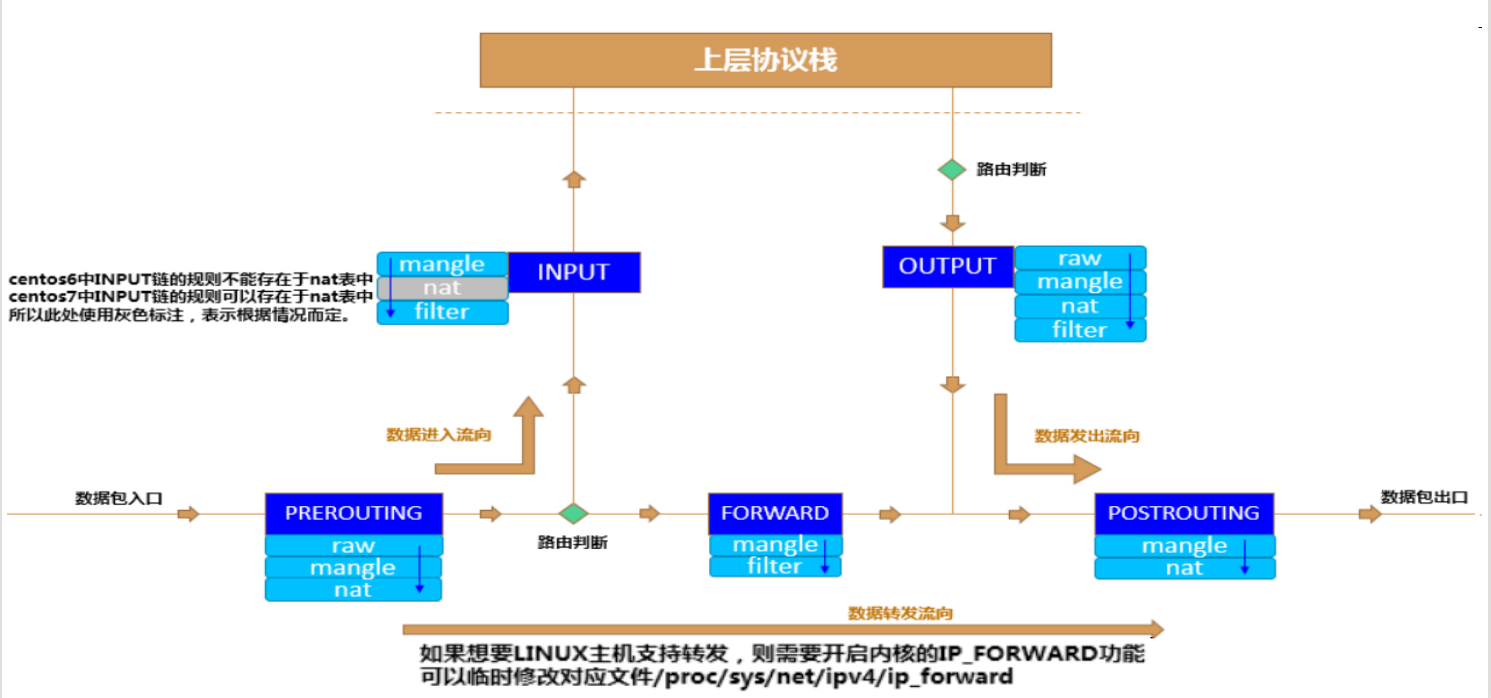 上层协议栈
路由判断
centos6中INPUT链的规则不能存在于nat表中
centos7中INPUT链的规则可以存在于nat表中
所以此处使用灰色标注，表示根据情况而定。
mangle
nat
filter
INPUT
OUTPUT
raw
mangle
nat
filter
数据进入流向
数据发出流向
数据包入口
PREROUTING
raw
mangle
nat
路由判断
FORWARD
mangle
filter
POSTROUTING
mangle
nat
数据包出口
数据转发流向
如果想要LINUX主机支持转发，则需要开启内核的IP_FORWARD功能
可以临时修改对应文件/proc/sys/net/ipv4/ip_forward